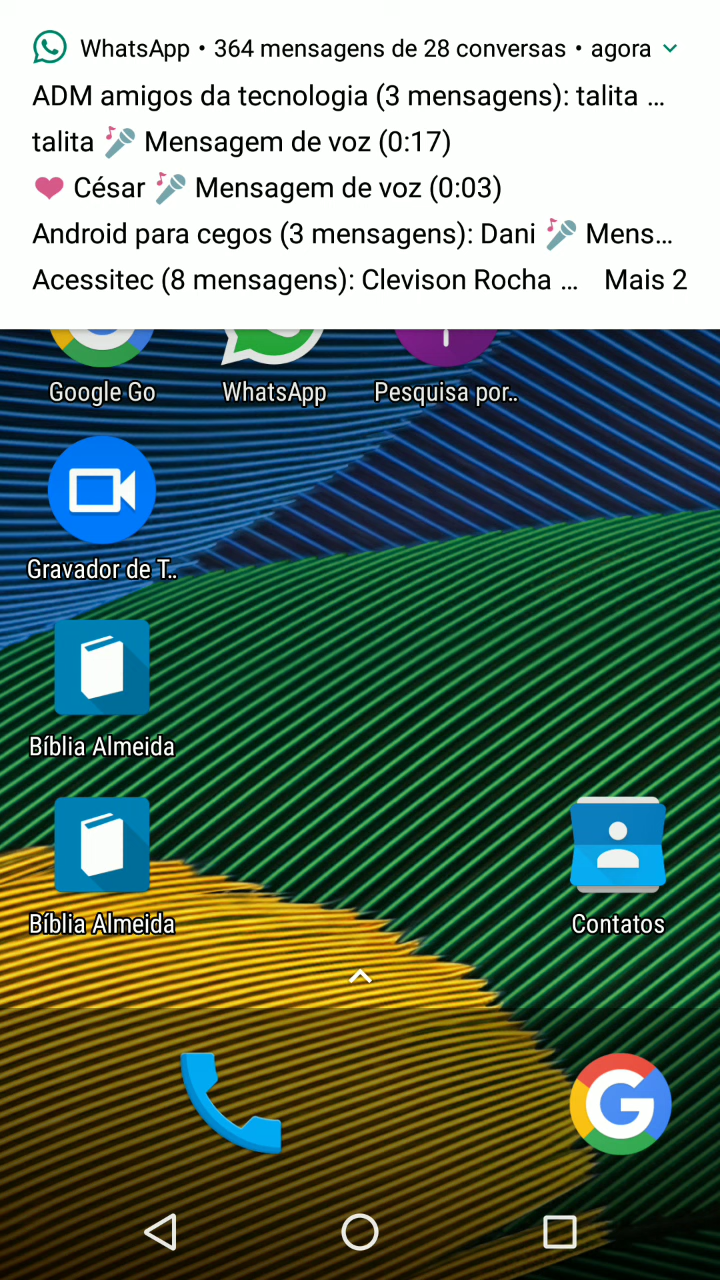 WhatsApp • 364 mensagens de 28 conversas • agora
ADM amigos da tecnologia (3 mensagens): talita ...
talita 🎤 Mensagem de voz (0:17)
❤ César 🎤 Mensagem de voz (0:03)
Android para cegos (3 mensagens): Dani 🎤 Mens...
Acessitec (8 mensagens): Clevison Rocha ... Mais 2
Google Go WhatsApp Pesquisa por..
Gravador de T..
Bíblia Almeida
Bíblia Almeida Contatos